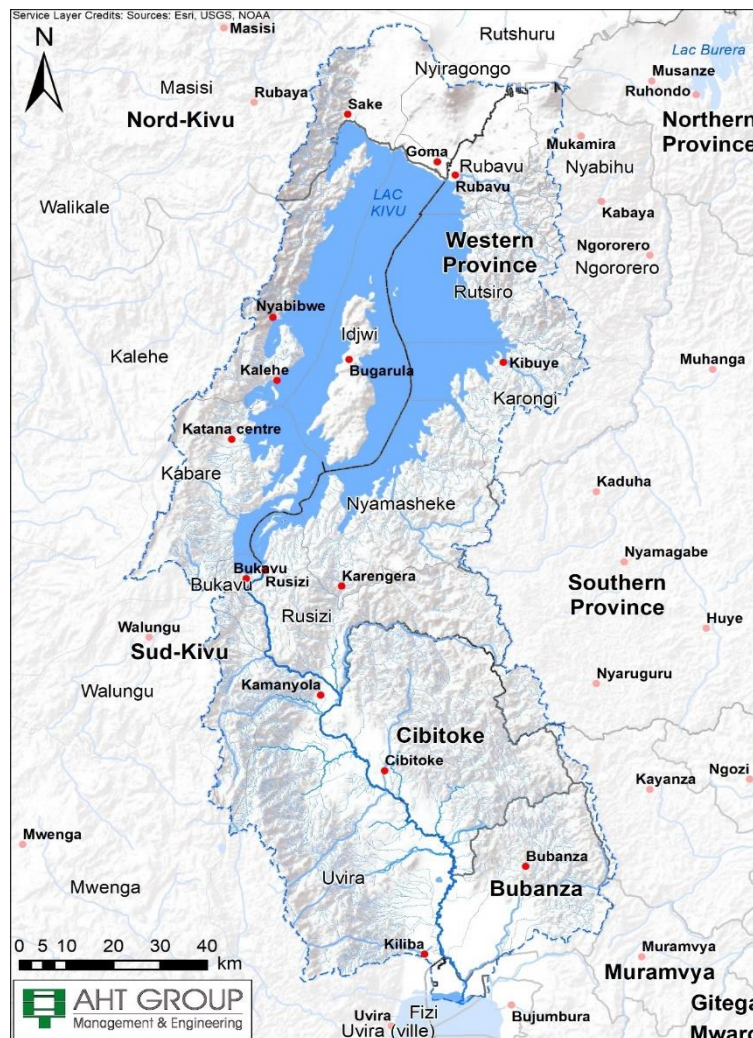 Service Layer Credits: Sources: Esri, USGS, NOAA
Masisi
Rutshuru
Lac Burera
N
Nyiragongo
Musanze
Masisi
Rubaya
Ruhondo
Nord-Kivu
Sake
Northern
Province
Mukamira
Goma
Rubavu
Nyabihu
Rubavu
LAC
KIVU
Walikale
Kabaya
Western
Province
Ngororero
Ngororero
Rutsiro
Nyabibwe
Idjwi
Kalehe
Bugarula
Kibuye
Muhanga
Kalehe
Karongi
Katana centre
Kabare
Kaduha
Nyamasheke
Nyamagabe
Bukavu
Rusizi
Bukavu
Karengera
Southern
Province
Rusizi
Walungu
Huye
Sud-Kivu
Walungu
Kamanyola
Nyaruguru
Cibitoke
Cibitoke
Kayanza
Ngozi
Mwenga
Bubanza
Uvira
Mwenga
Bubanza
Kiliba
Muramvya
0 5 10 20 30 40
km
Muramvya
AHT GROUP
Management & Engineering
Gitega
Fizi
Uvira
Bujumbura
Uvira (ville)
Mwaro